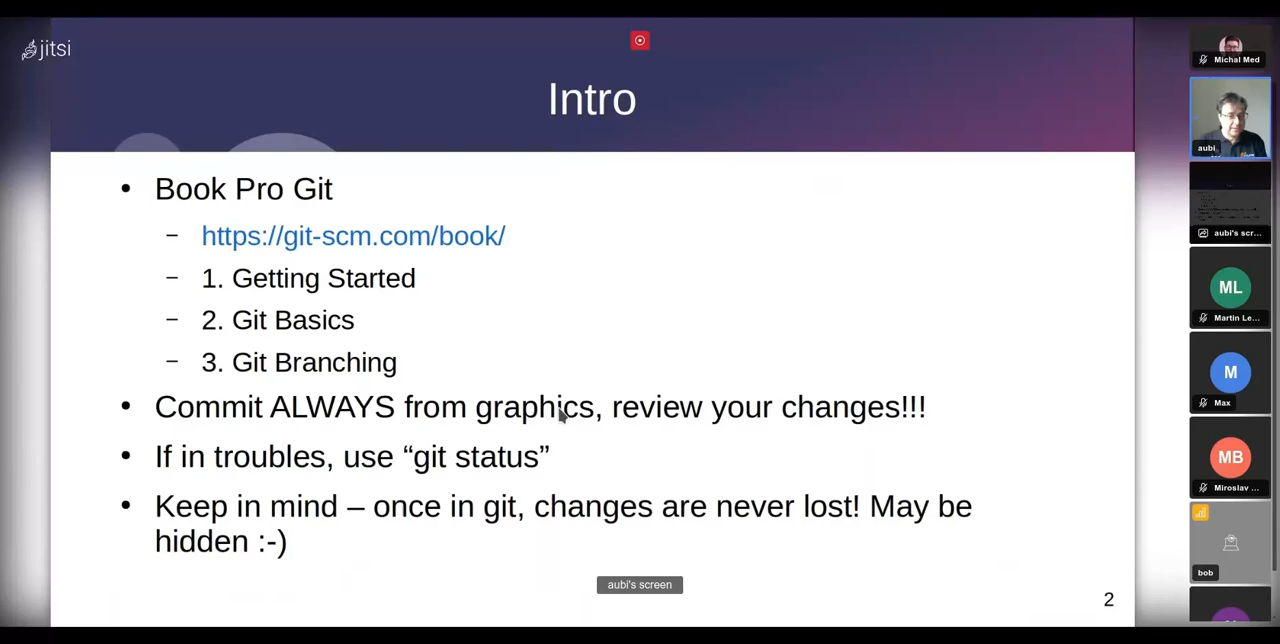 jitsi
Intro
• Book Pro Git
– https://git-scm.com/book/
– 1. Getting Started
– 2. Git Basics
– 3. Git Branching
• Commit ALWAYS from graphics, review your changes!!!
• If in troubles, use “git status”
• Keep in mind – once in git, changes are never lost! May be
hidden :-)
aubi's screen
2
Michal Med
aubi
aubi's scr...
ML
Martin Le...
M
Max
MB
Miroslav ...
bob